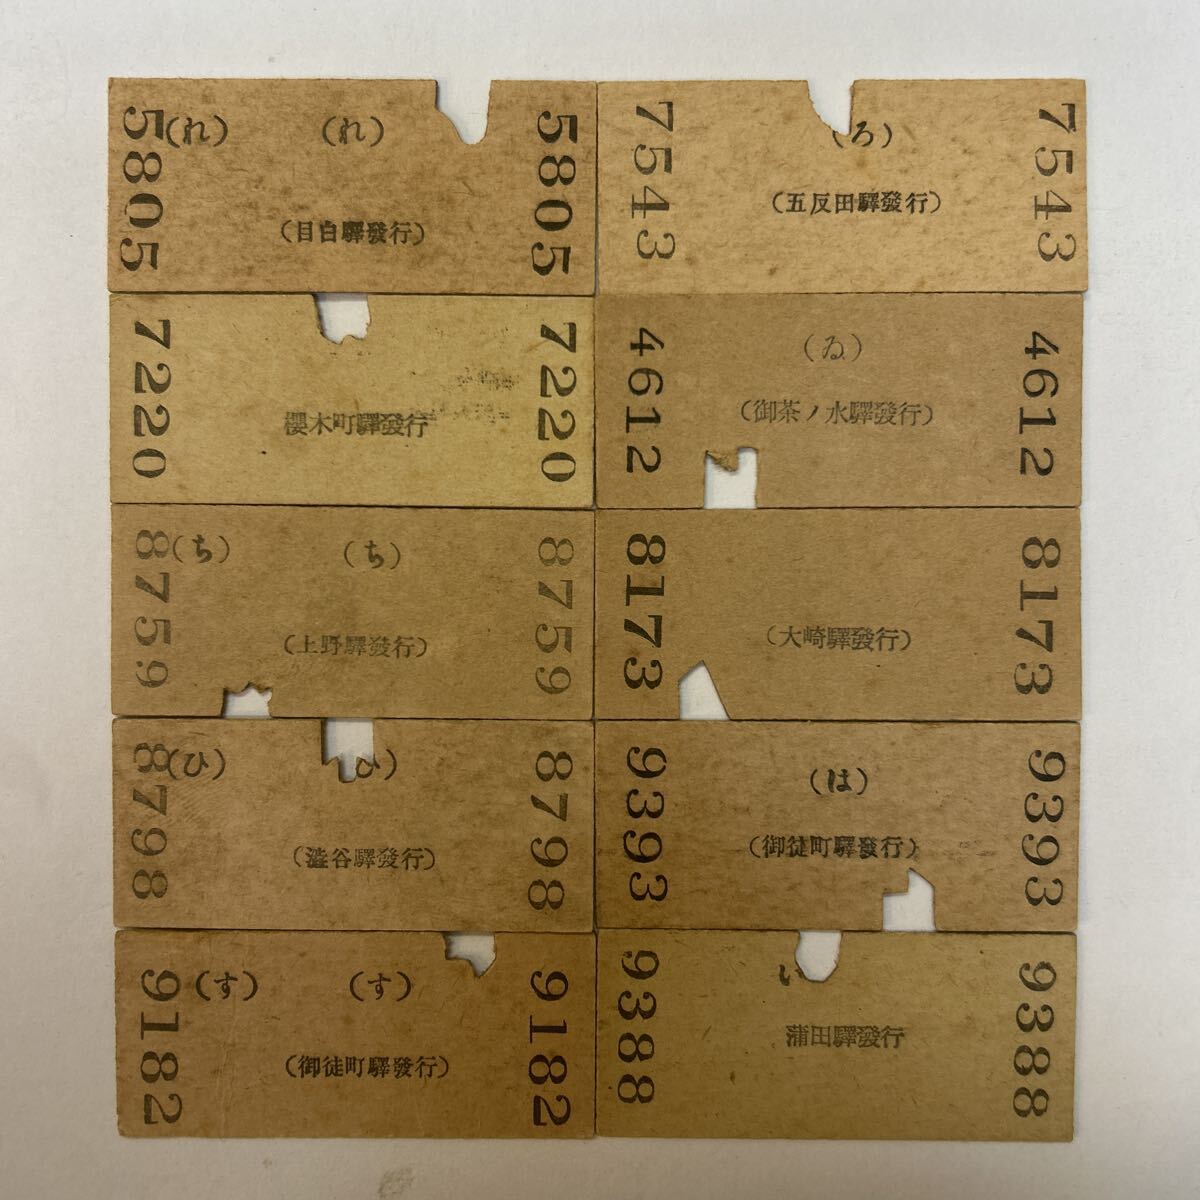 5805 (れ) (れ) 5805
(目白驛發行)
7543 (ろ) 7543
(五反田驛發行)
7220 7220
櫻木町驛發行
4612 (ゐ) 4612
(御茶ノ水驛發行)
8759 (ち) (ち) 8759
(上野驛發行)
8173 8173
(大崎驛發行)
8798 (ひ) ひ) 8798
(澁谷驛發行)
9393 (は) 9393
(御徒町驛發行)
9182 (す) (す) 9182
(御徒町驛發行)
9388 い 9388
蒲田驛發行